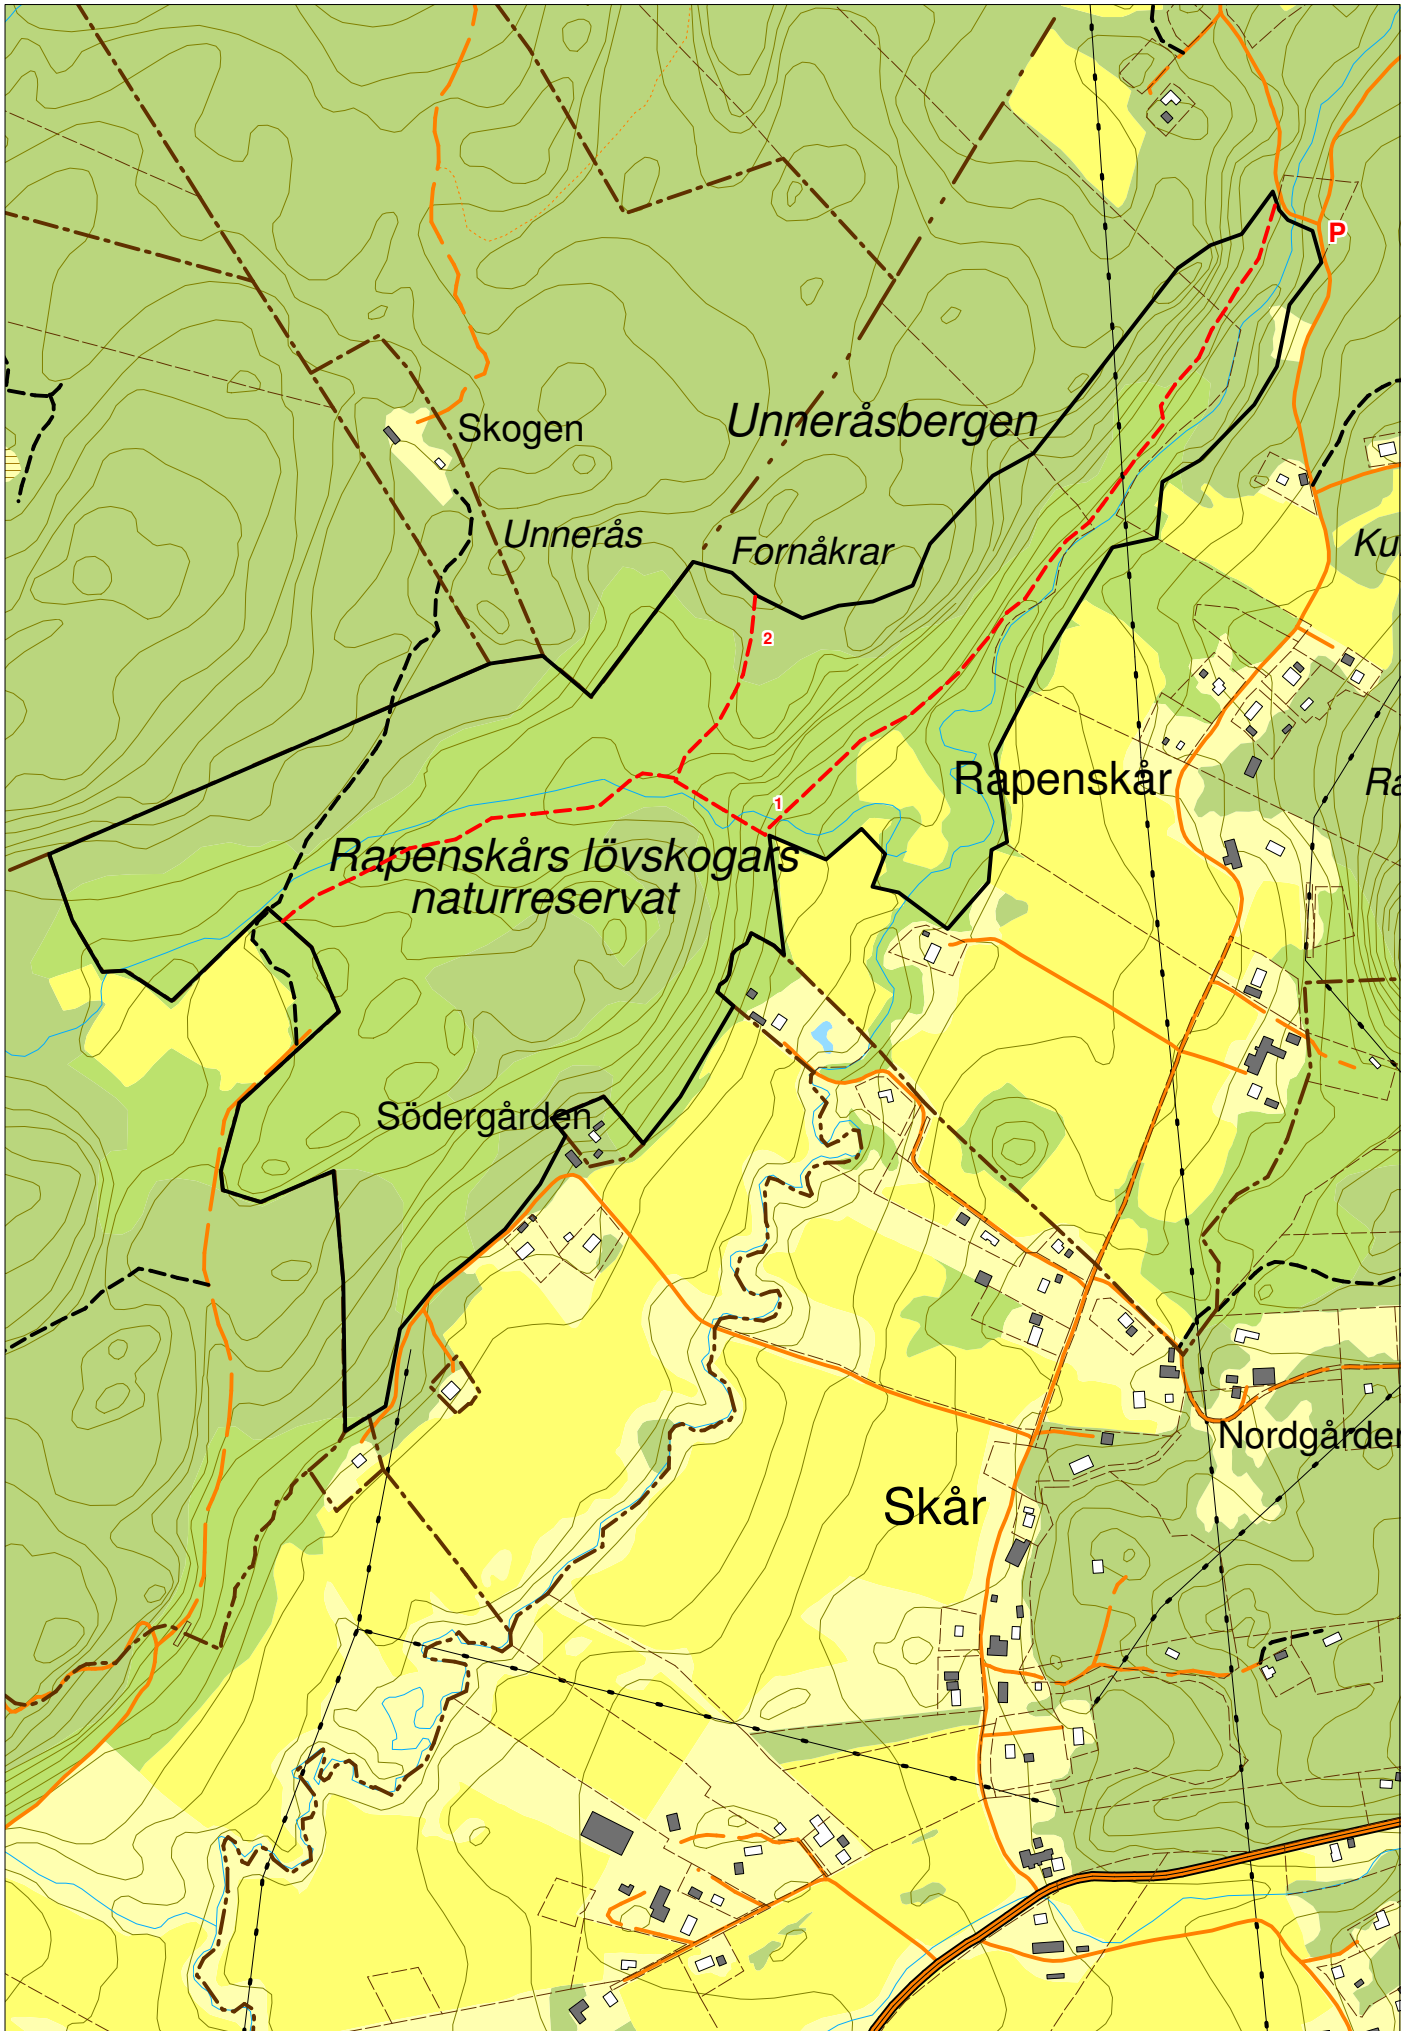 P
Skogen
Unneråsbergen
Unnerås
Fornåkrar
Ku
2
Rapenskår
Ra
1
Rapenskårs lövskogars
naturreservat
Södergården
Nordgården
Skår